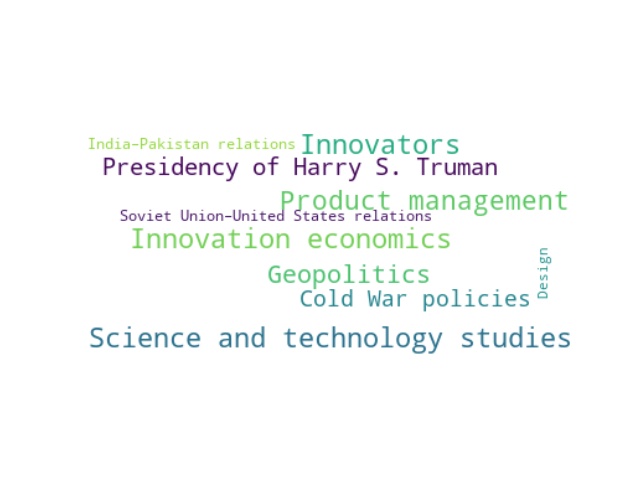 India–Pakistan relations
Innovators
Presidency of Harry S. Truman
Product management
Soviet Union–United States relations
Innovation economics
Geopolitics
Design
Cold War policies
Science and technology studies